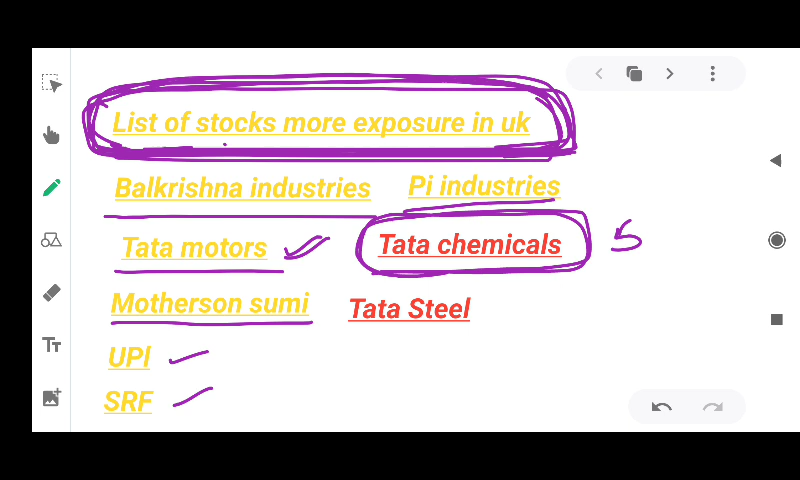 List of stocks more exposure in uk
Balkrishna industries Pi industries
Tata motors Tata chemicals 5
Motherson sumi Tata Steel
UPl
SRF